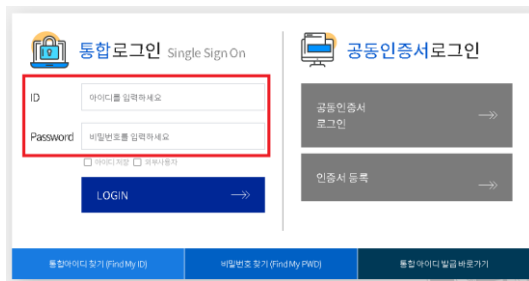 통합로그인 Single Sign On
ID
아이디를 입력하세요
Password
비밀번호를 입력하세요
아이디 저장
외부사용자
LOGIN
공동인증서로그인
공동인증서
로그인
인증서 등록
통합아이디 찾기 (Find My ID)
비밀번호 찾기 (Find My PWD)
통합 아이디 발급 바로가기